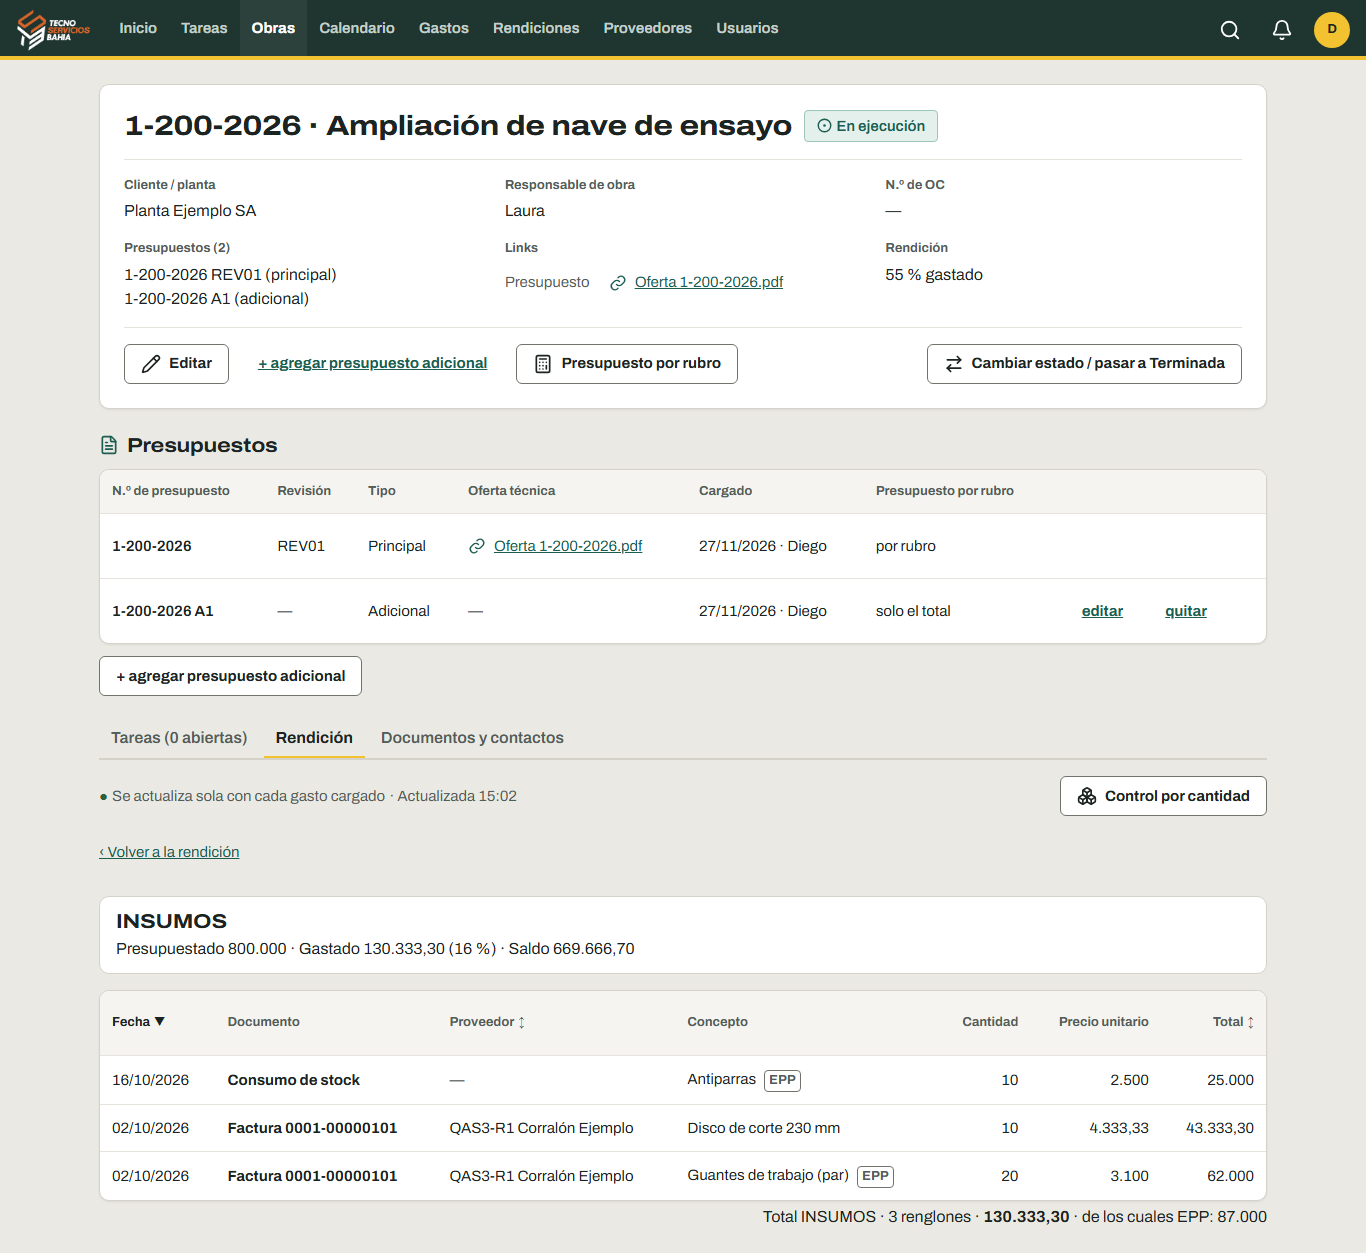 TECNO
SERVICIOS
BAHIA
Inicio Tareas Obras Calendario Gastos Rendiciones Proveedores Usuarios
D
1-200-2026 · Ampliación de nave de ensayo
En ejecución
Cliente / planta Responsable de obra N.º de OC
Planta Ejemplo SA Laura —
Presupuestos (2) Links Rendición
1-200-2026 REV01 (principal) Presupuesto Oferta 1-200-2026.pdf 55 % gastado
1-200-2026 A1 (adicional)
Editar + agregar presupuesto adicional Presupuesto por rubro Cambiar estado / pasar a Terminada
Presupuestos
N.º de presupuesto Revisión Tipo Oferta técnica Cargado Presupuesto por rubro
1-200-2026 REV01 Principal Oferta 1-200-2026.pdf 27/11/2026 · Diego por rubro
1-200-2026 A1 — Adicional — 27/11/2026 · Diego solo el total editar quitar
+ agregar presupuesto adicional
Tareas (0 abiertas) Rendición Documentos y contactos
● Se actualiza sola con cada gasto cargado · Actualizada 15:02 Control por cantidad
‹ Volver a la rendición
INSUMOS
Presupuestado 800.000 · Gastado 130.333,30 (16 %) · Saldo 669.666,70
Fecha ▼ Documento Proveedor ↕ Concepto Cantidad Precio unitario Total ↕
16/10/2026 Consumo de stock — Antiparras EPP 10 2.500 25.000
02/10/2026 Factura 0001-00000101 QAS3-R1 Corralón Ejemplo Disco de corte 230 mm 10 4.333,33 43.333,30
02/10/2026 Factura 0001-00000101 QAS3-R1 Corralón Ejemplo Guantes de trabajo (par) EPP 20 3.100 62.000
Total INSUMOS · 3 renglones · 130.333,30 · de los cuales EPP: 87.000